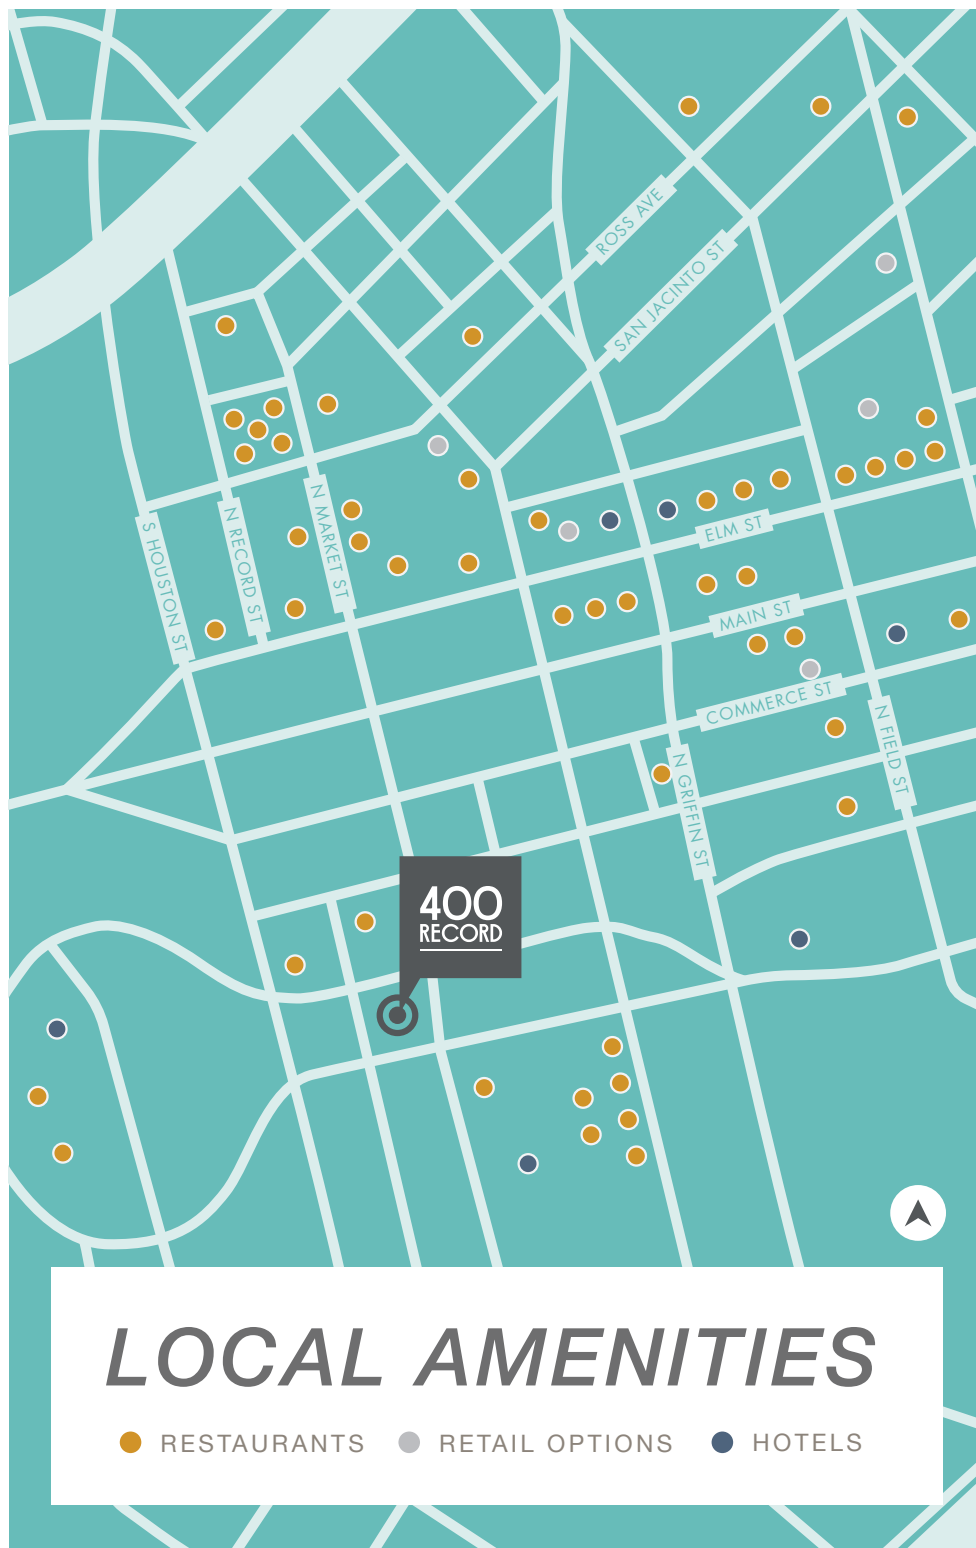 ROSS AVE
SAN JACINTO ST
N MARKET ST
N RECORD ST
S HOUSTON ST
ELM ST
MAIN ST
COMMERCE ST
N FIELD ST
N GRIFFIN ST
400
RECORD
LOCAL AMENITIES
RESTAURANTS
RETAIL OPTIONS
HOTELS